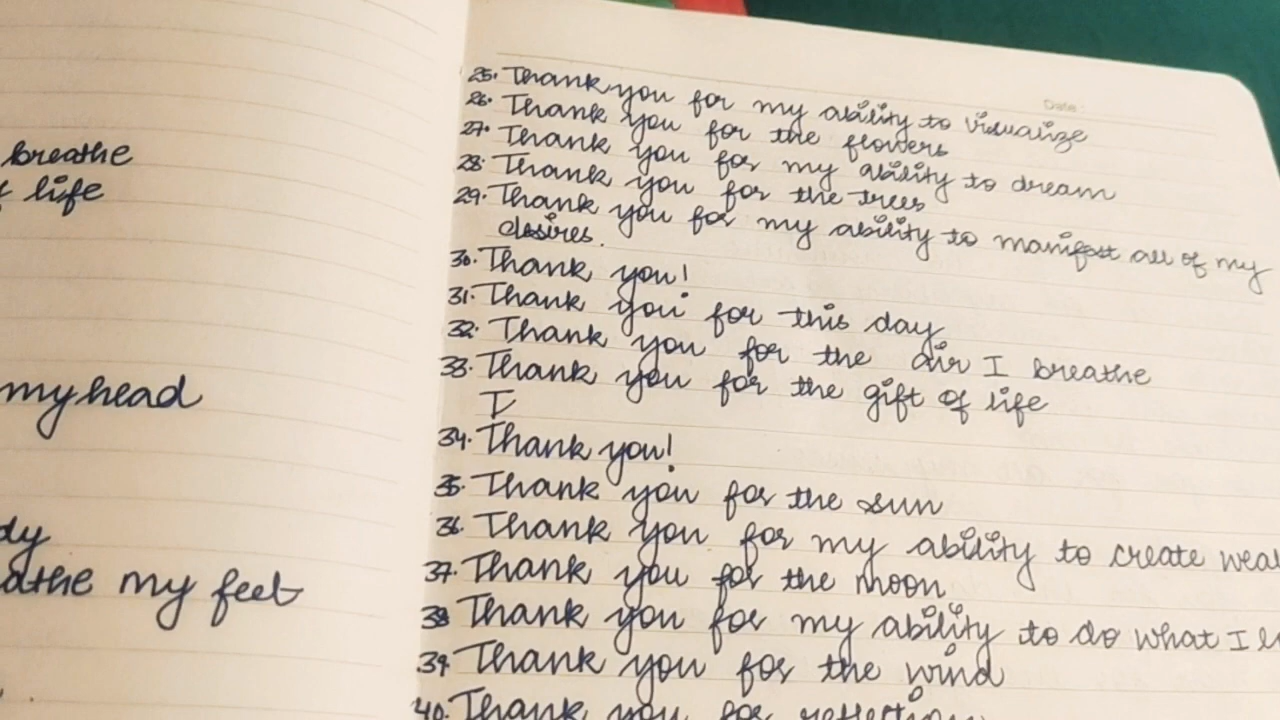 breathe
life
my head
dy
my feet
Date:
25. Thank you for my ability to visualize
26. Thank you for the flowers
27. Thank you for my ability to dream
28. Thank you for the trees
29. Thank you for my ability to manifest all of my
desires.
30. Thank you!
31. Thank you for this day
32. Thank you for the air I breathe
33. Thank you for the gift of life
I
34. Thank you!
35. Thank you for the sun
36. Thank you for my ability to create
37. Thank you for the moon
38 Thank you for my ability to do what I
39 Thank you for the wind
40. Thank you for